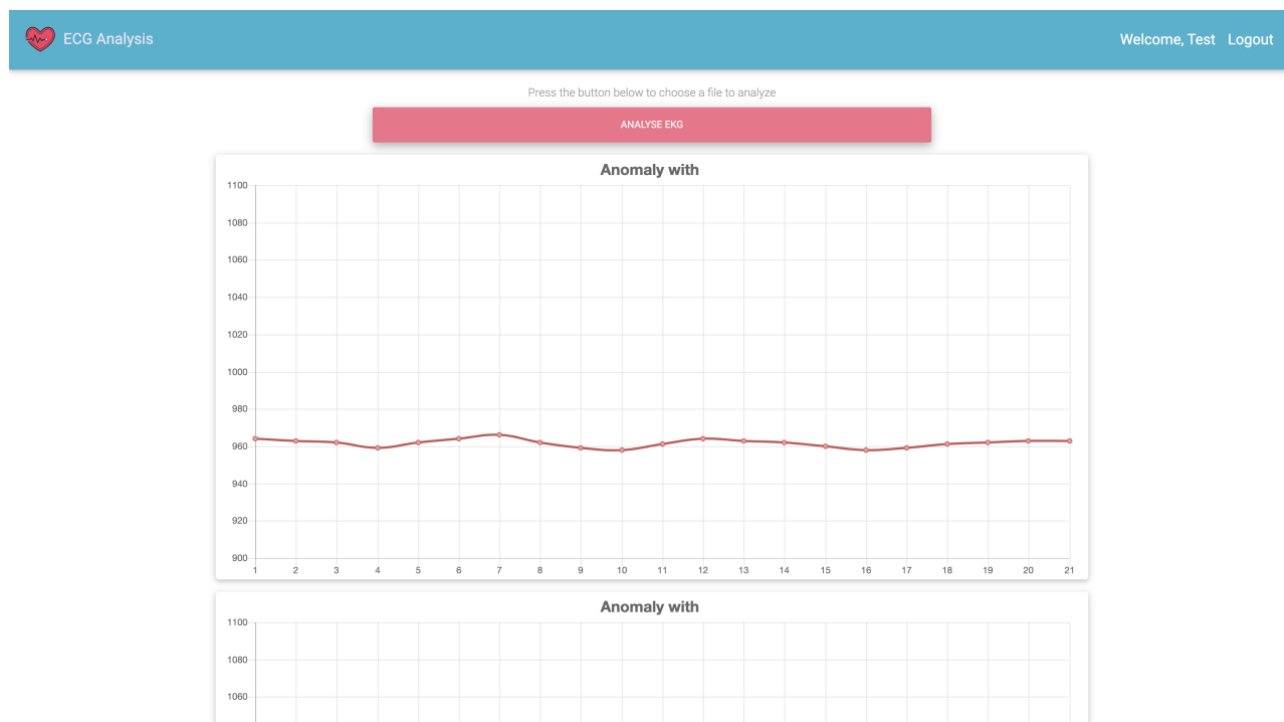 ECG Analysis
Welcome, Test Logout
Press the button below to choose a file to analyze
ANALYSE EKG
Anomaly with
1100
1080
1060
1040
1020
1000
980
960
940
920
900
1 2 3 4 5 6 7 8 9 10 11 12 13 14 15 16 17 18 19 20 21
Anomaly with
1100
1080
1060